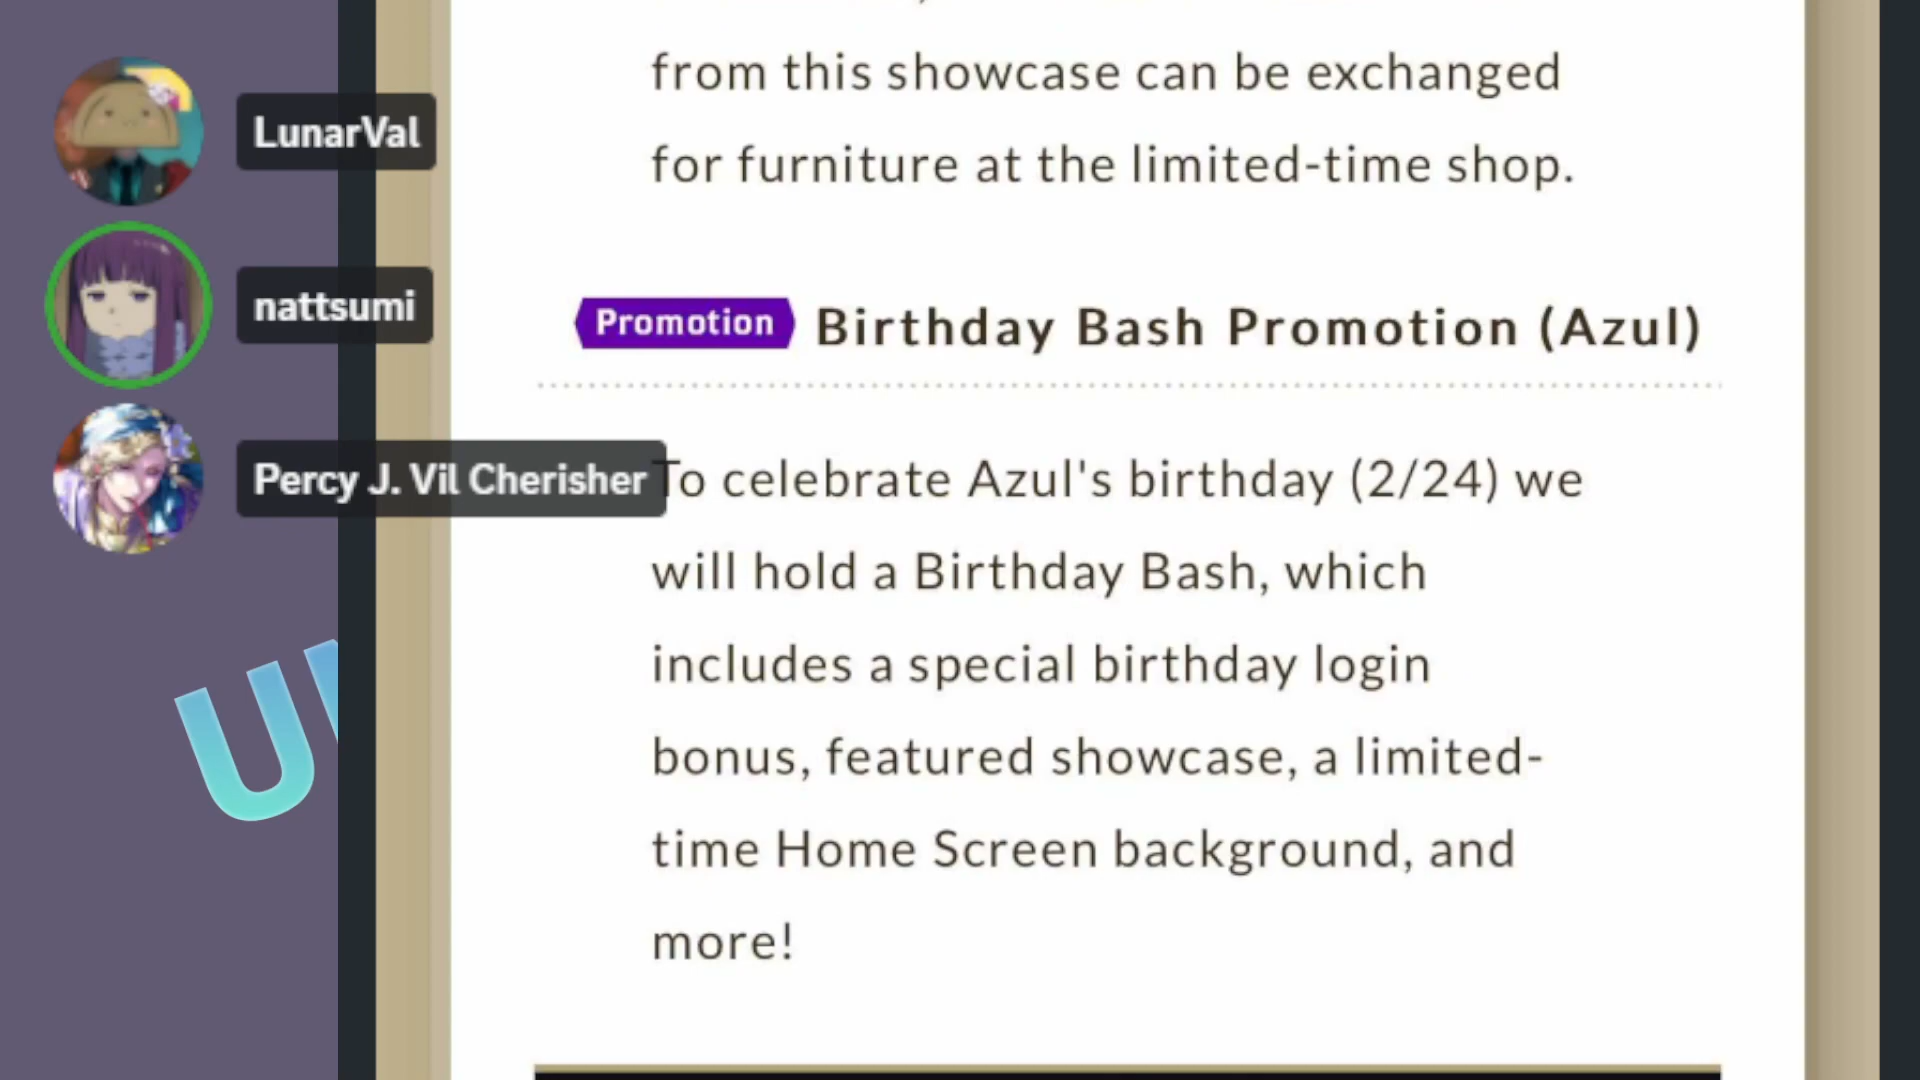 from this showcase can be exchanged
for furniture at the limited-time shop.
LunarVal
nattsumi
Percy J. Vil Cherisher
Promotion Birthday Bash Promotion (Azul)
To celebrate Azul's birthday (2/24) we
will hold a Birthday Bash, which
includes a special birthday login
bonus, featured showcase, a limited-
time Home Screen background, and
more!